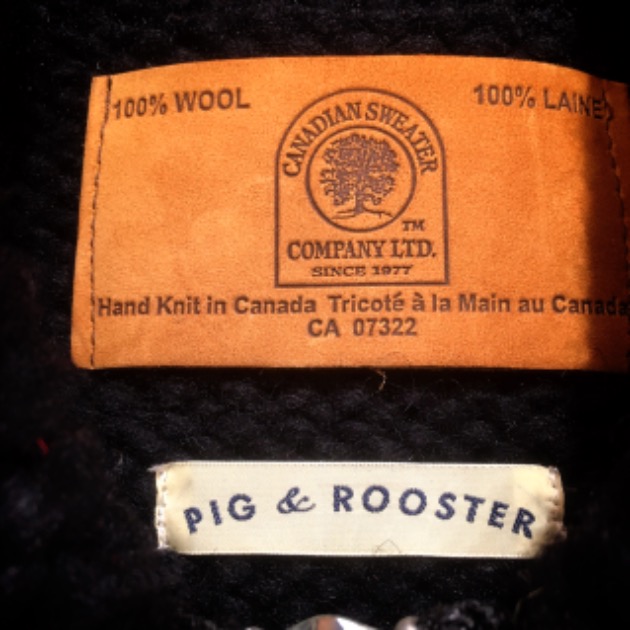 100% WOOL
100% LAINE
CANADIAN SWEATER
TM
COMPANY LTD.
SINCE 1977
Hand Knit in Canada Tricoté à la Main au Canada
CA 07322
PIG & ROOSTER